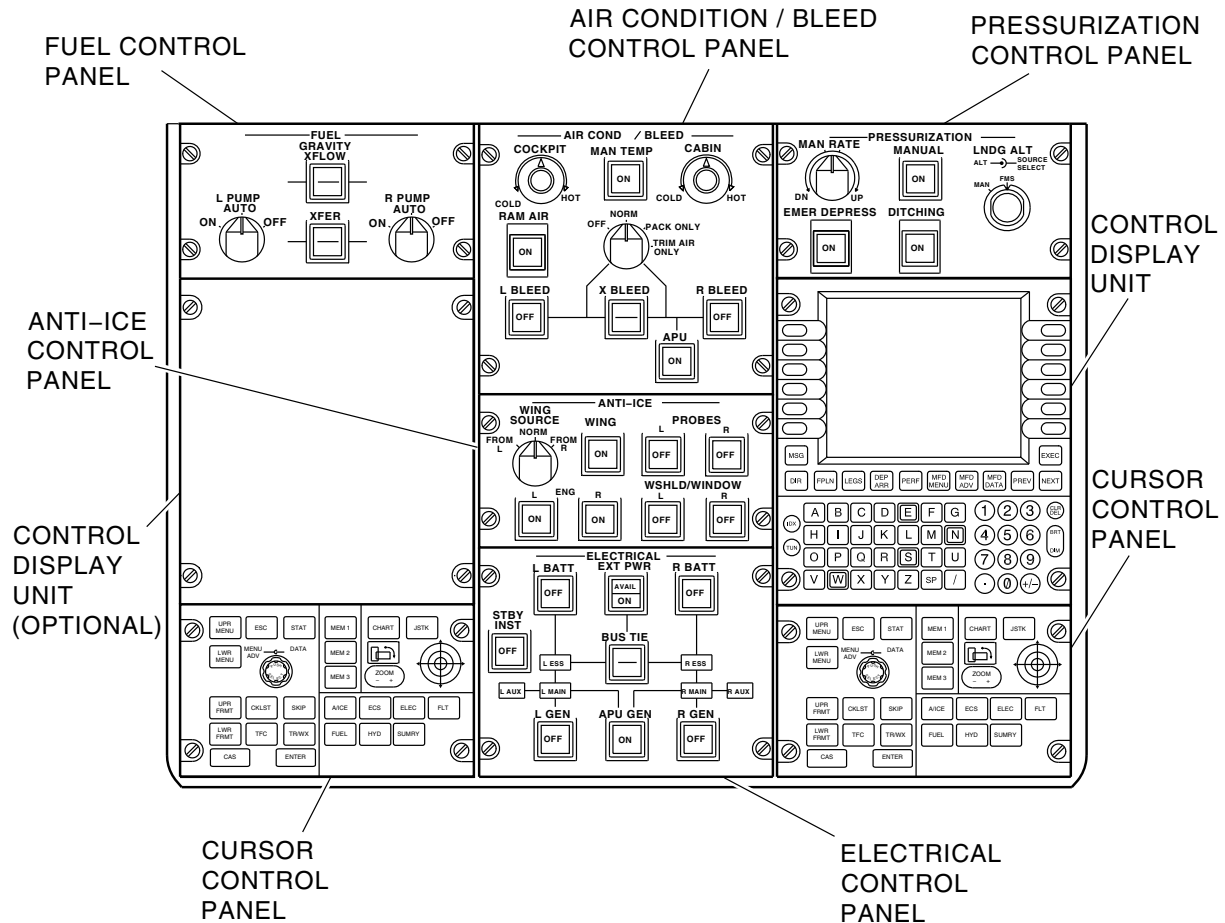 FUEL CONTROL
PANEL
AIR CONDITION / BLEED
CONTROL PANEL
PRESSURIZATION
CONTROL PANEL
CONTROL
DISPLAY
UNIT
ANTI–ICE
CONTROL
PANEL
CURSOR
CONTROL
PANEL
CONTROL
DISPLAY
UNIT
(OPTIONAL)
CURSOR
CONTROL
PANEL
ELECTRICAL
CONTROL
PANEL
FUEL
GRAVITY
XFLOW
L PUMP
AUTO
ON OFF
XFER
R PUMP
AUTO
ON OFF
AIR COND / BLEED
COCKPIT
COLD HOT
MAN TEMP
ON
CABIN
COLD HOT
RAM AIR
ON
NORM
OFF PACK ONLY
TRIM AIR
ONLY
L BLEED
OFF
X BLEED
R BLEED
OFF
APU
ON
PRESSURIZATION
MAN RATE
DN UP
MANUAL
ON
LNDG ALT
ALT SOURCE
SELECT
MAN FMS
EMER DEPRESS
ON
DITCHING
ON
ANTI–ICE
WING
SOURCE
NORM
FROM
L
FROM
R
WING
ON
PROBES
L R
OFF OFF
L ENG R
ON ON
WSHLD/WINDOW
L R
OFF OFF
ELECTRICAL
L BATT
OFF
EXT PWR
AVAIL
ON
R BATT
OFF
STBY
INST
OFF
BUS TIE
L ESS R ESS
L AUX L MAIN R MAIN R AUX
L GEN
OFF
APU GEN
ON
R GEN
OFF
MSG EXEC
DIR FPLN LEGS DEP
ARR PERF MFD
MENU MFD
ADV MFD
DATA PREV NEXT
IDX
TUN
A B C D E F G 1 2 3 CLR
DEL
H I J K L M N 4 5 6 BRT
DIM
O P Q R S T U 7 8 9
V W X Y Z SP / . 0 +/–
UPR
MENU ESC STAT MEM 1 CHART JSTK
LWR
MENU MENU
ADV DATA MEM 2
MEM 3 ZOOM
– +
UPR
FRMT CKLST SKIP A/ICE ECS ELEC FLT
LWR
FRMT TFC TR/WX FUEL HYD SUMRY
CAS ENTER
UPR
MENU ESC STAT MEM 1 CHART JSTK
LWR
MENU MENU
ADV DATA MEM 2
MEM 3 ZOOM
– +
UPR
FRMT CKLST SKIP A/ICE ECS ELEC FLT
LWR
FRMT TFC TR/WX FUEL HYD SUMRY
CAS ENTER